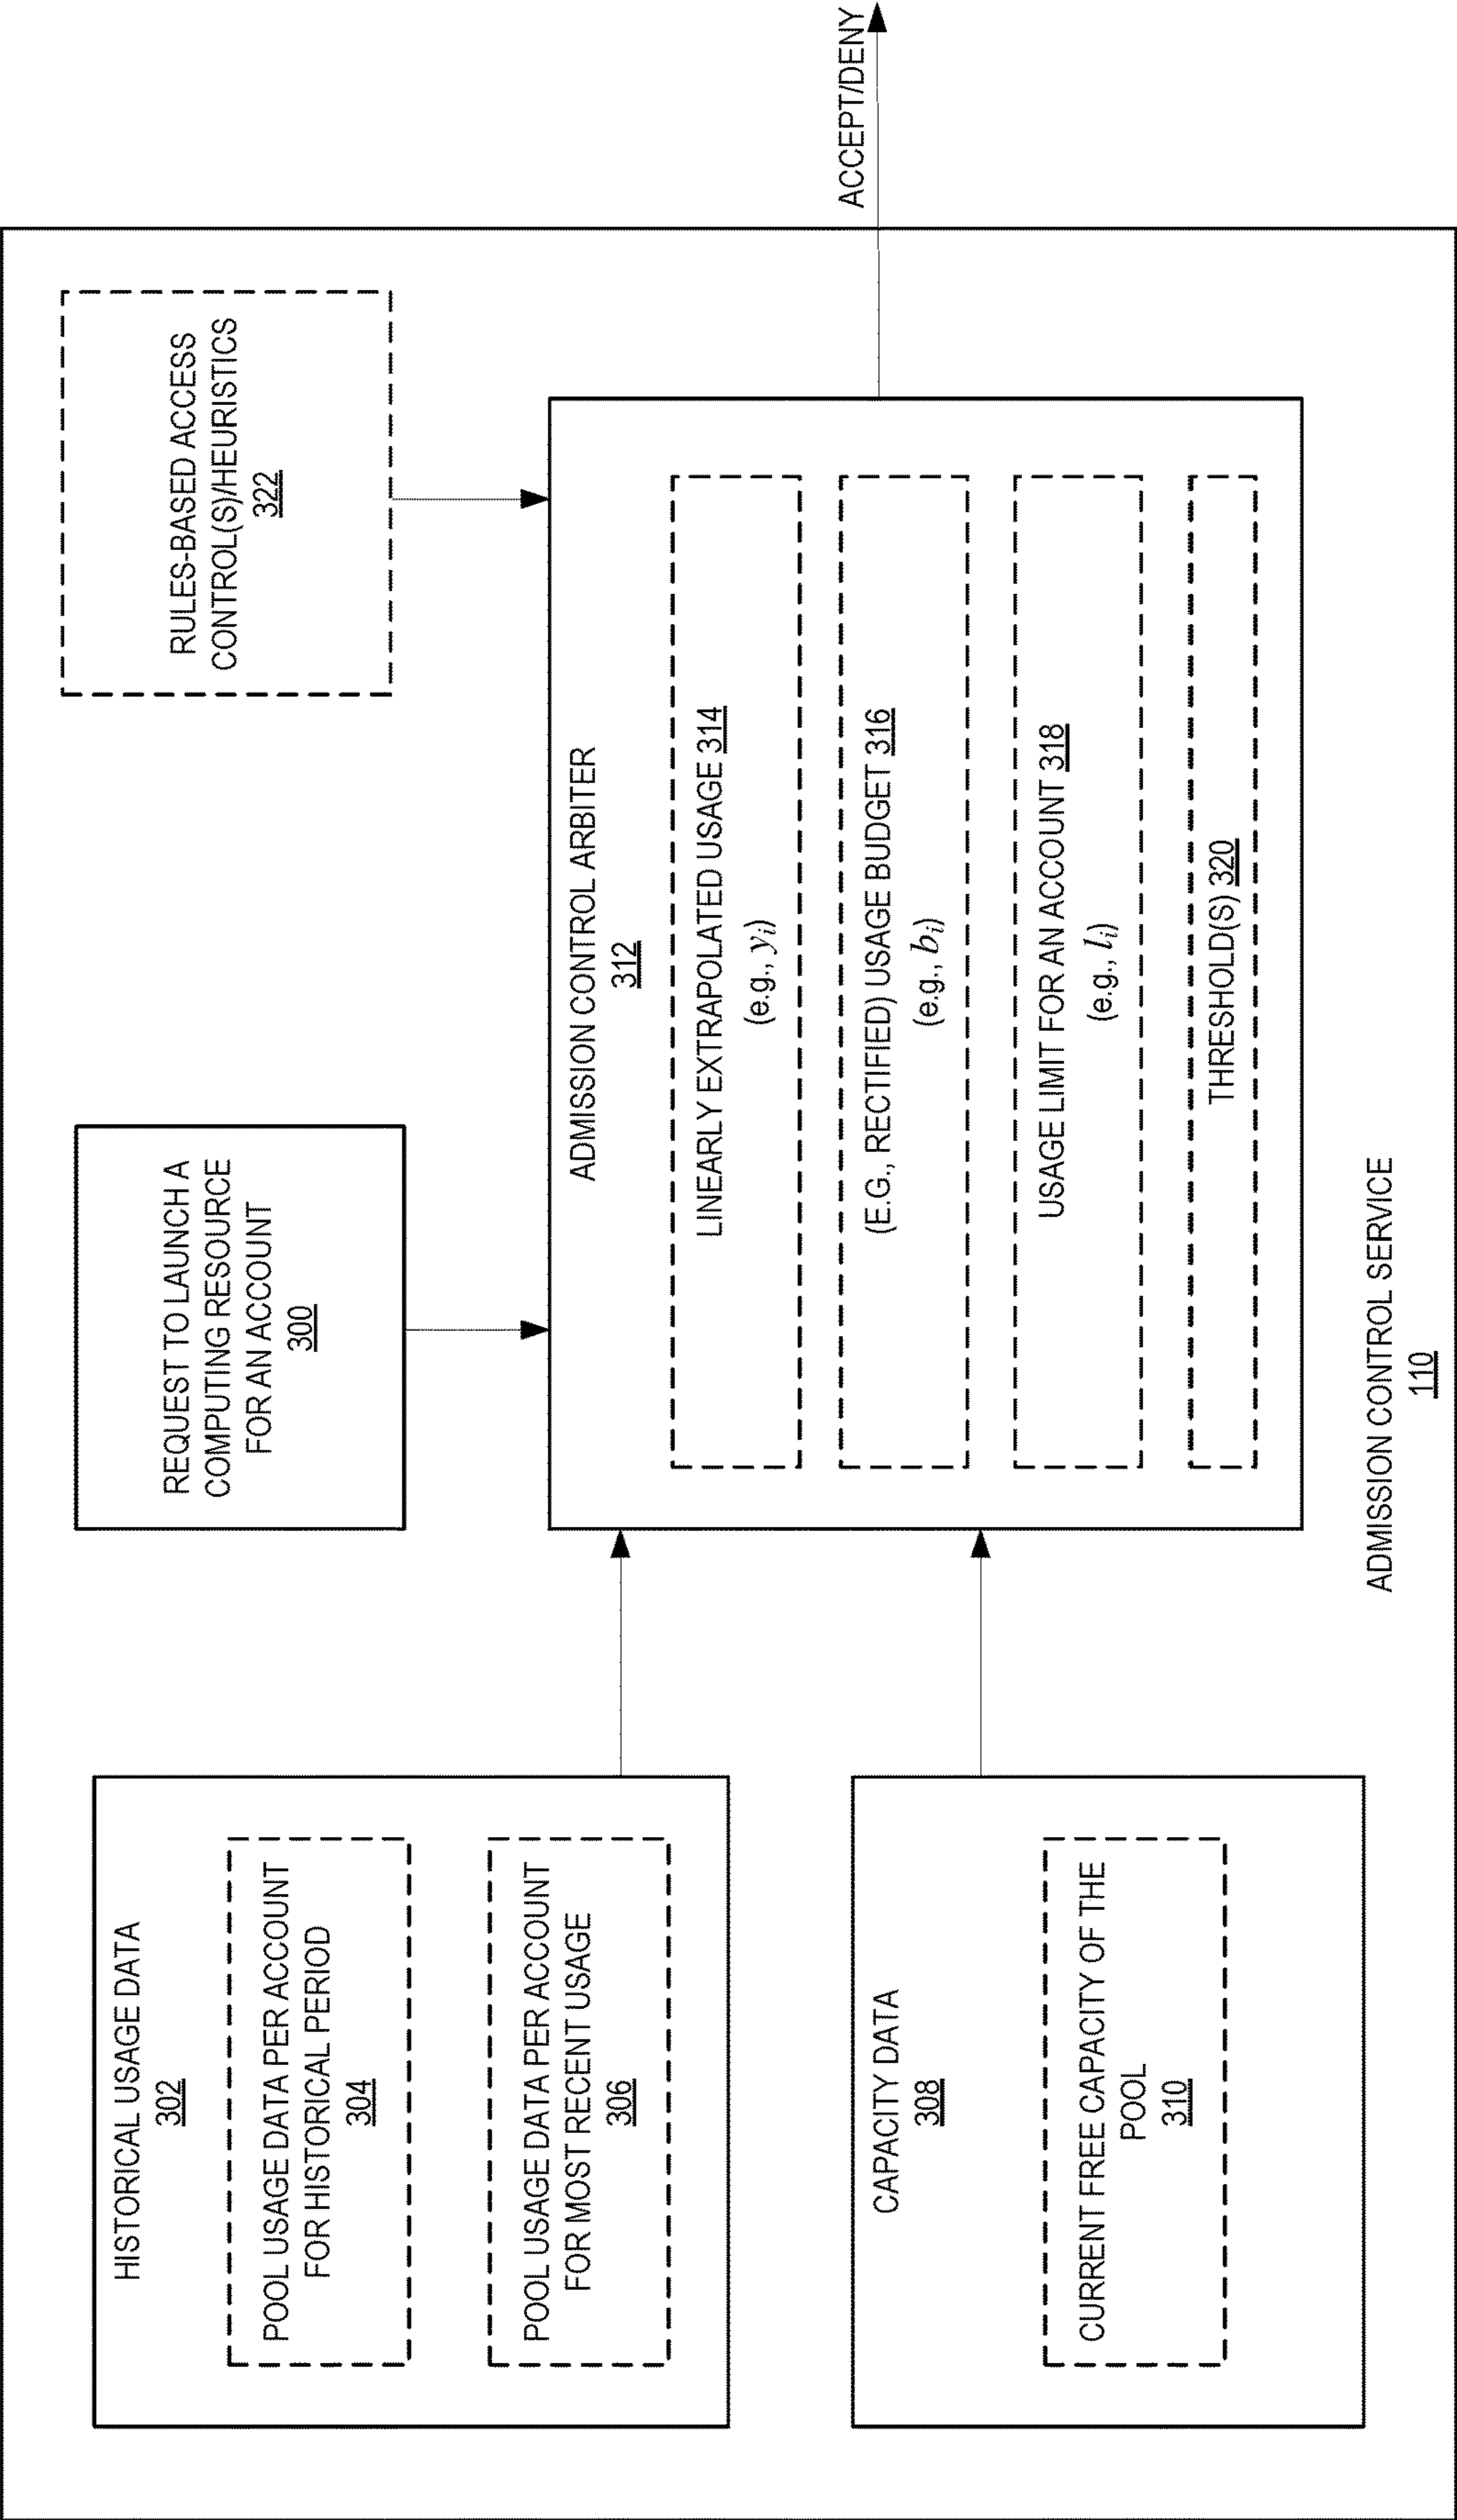 HISTORICAL USAGE DATA
302
POOL USAGE DATA PER ACCOUNT
FOR HISTORICAL PERIOD
304
POOL USAGE DATA PER ACCOUNT
FOR MOST RECENT USAGE
306
CAPACITY DATA
308
CURRENT FREE CAPACITY OF THE
POOL
310
REQUEST TO LAUNCH A
COMPUTING RESOURCE
FOR AN ACCOUNT
300
RULES-BASED ACCESS
CONTROL(S)/HEURISTICS
322
ADMISSION CONTROL ARBITER
312
LINEARLY EXTRAPOLATED USAGE 314
(e.g., yi)
(E.G., RECTIFIED) USAGE BUDGET 316
(e.g., bi)
USAGE LIMIT FOR AN ACCOUNT 318
(e.g., li)
THRESHOLD(S) 320
ACCEPT/DENY
ADMISSION CONTROL SERVICE
110